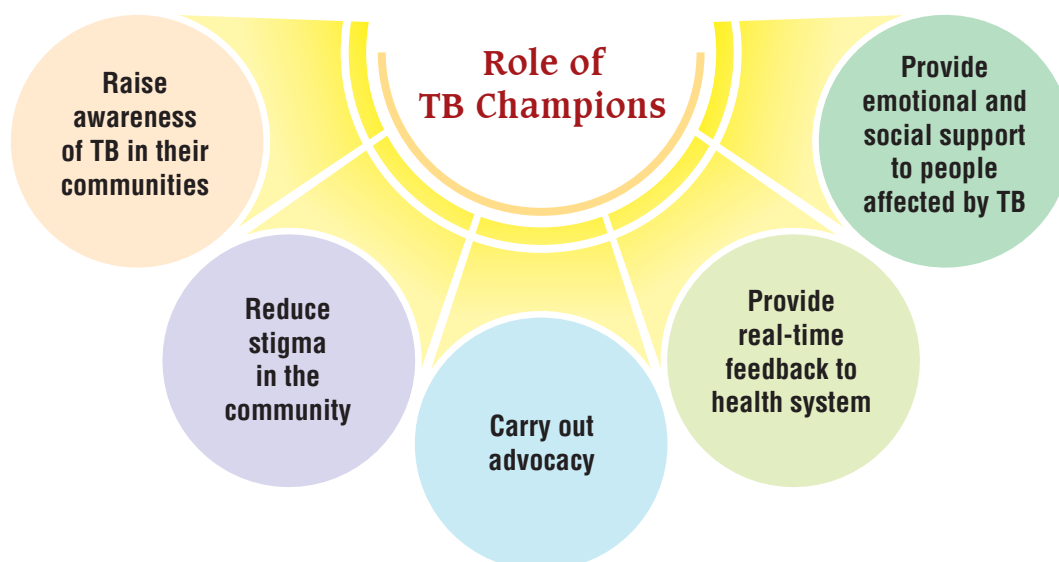 Role of
TB Champions
Raise
awareness
of TB in their
communities
Reduce
stigma
in the
community
Carry out
advocacy
Provide
real-time
feedback to
health system
Provide
emotional and
social support
to people
affected by TB